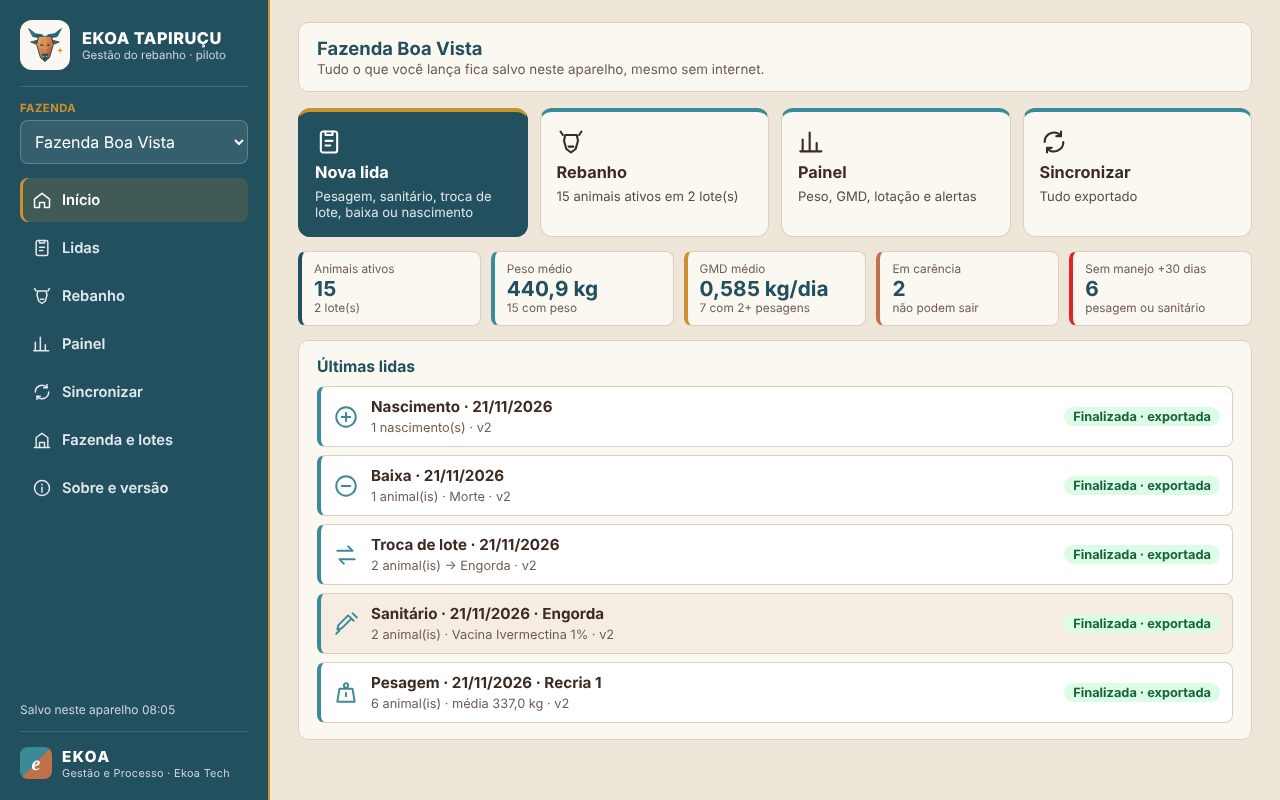 EKOA TAPIRUÇU
Gestão do rebanho · piloto
FAZENDA
Fazenda Boa Vista
Início
Lidas
Rebanho
Painel
Sincronizar
Fazenda e lotes
Sobre e versão
Salvo neste aparelho 08:05
e
EKOA
Gestão e Processo · Ekoa Tech
Fazenda Boa Vista
Tudo o que você lança fica salvo neste aparelho, mesmo sem internet.
Nova lida
Pesagem, sanitário, troca de
lote, baixa ou nascimento
Rebanho
15 animais ativos em 2 lote(s)
Painel
Peso, GMD, lotação e alertas
Sincronizar
Tudo exportado
Animais ativos
15
2 lote(s)
Peso médio
440,9 kg
15 com peso
GMD médio
0,585 kg/dia
7 com 2+ pesagens
Em carência
2
não podem sair
Sem manejo +30 dias
6
pesagem ou sanitário
Últimas lidas
Nascimento · 21/11/2026
1 nascimento(s) · v2
Finalizada · exportada
Baixa · 21/11/2026
1 animal(is) · Morte · v2
Finalizada · exportada
Troca de lote · 21/11/2026
2 animal(is) → Engorda · v2
Finalizada · exportada
Sanitário · 21/11/2026 · Engorda
2 animal(is) · Vacina Ivermectina 1% · v2
Finalizada · exportada
Pesagem · 21/11/2026 · Recria 1
6 animal(is) · média 337,0 kg · v2
Finalizada · exportada